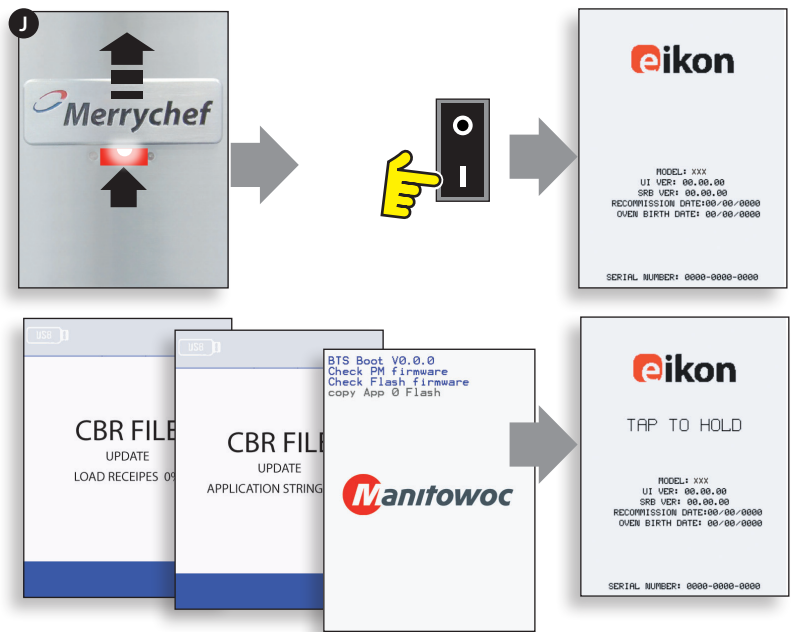 J
Merrychef
eikon
MODEL: XXX
UI VER: 00.00.00
SRB VER: 00.00.00
RECOMMISSION DATE:00/00/0000
OVEN BIRTH DATE: 00/00/0000
SERIAL NUMBER: 0000-0000-0000
USB
CBR FILE
UPDATE
LOAD RECEIPES 0%
USB
CBR FILE
UPDATE
APPLICATION STRING
BTS Boot V0.0.0
Check PM firmware
Check Flash firmware
copy App 0 Flash
Manitowoc
eikon
TAP TO HOLD
MODEL: XXX
UI VER: 00.00.00
SRB VER: 00.00.00
RECOMMISSION DATE:00/00/0000
OVEN BIRTH DATE: 00/00/0000
SERIAL NUMBER: 0000-0000-0000